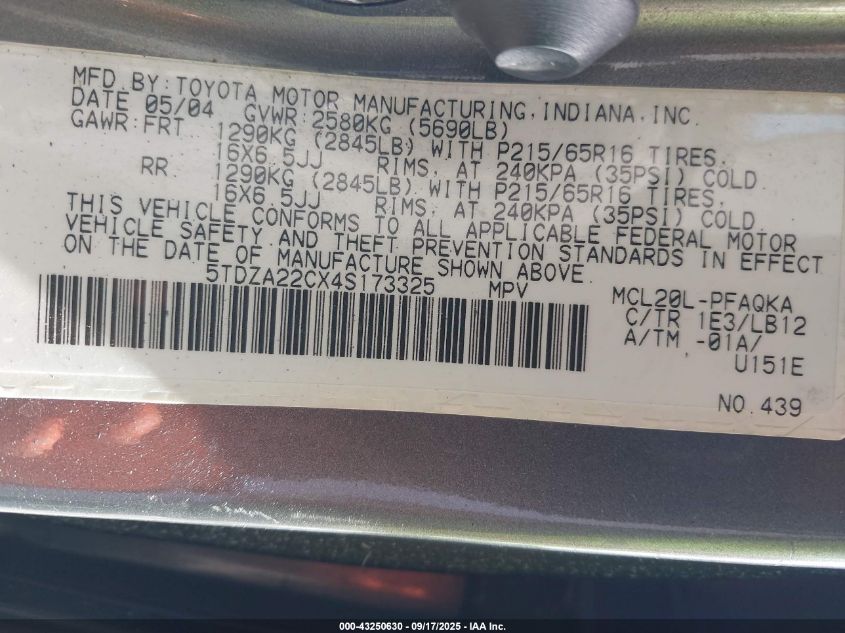 MFD. BY: TOYOTA MOTOR MANUFACTURING, INDIANA, INC.
DATE 05/04 GVWR 2580KG (5690LB)
GAWR: FRT 1290KG (2845LB) WITH P215/65R16 TIRES,
16X6.5JJ RIMS, AT 240KPA (35PSI) COLD
RR 1290KG (2845LB) WITH P215/65R16 TIRES,
16X6.5JJ RIMS, AT 240KPA (35PSI) COLD
THIS VEHICLE CONFORMS TO ALL APPLICABLE FEDERAL MOTOR
VEHICLE SAFETY AND THEFT PREVENTION STANDARDS IN EFFECT
ON THE DATE OF MANUFACTURE SHOWN ABOVE.
5TDZA22CX4S173325 MPV
MCL20L-PFAQKA
C/TR 1E3/LB12
A/TM -01A/
U151E
NO. 439
000-43250630 - 09/17/2025 - IAA Inc.